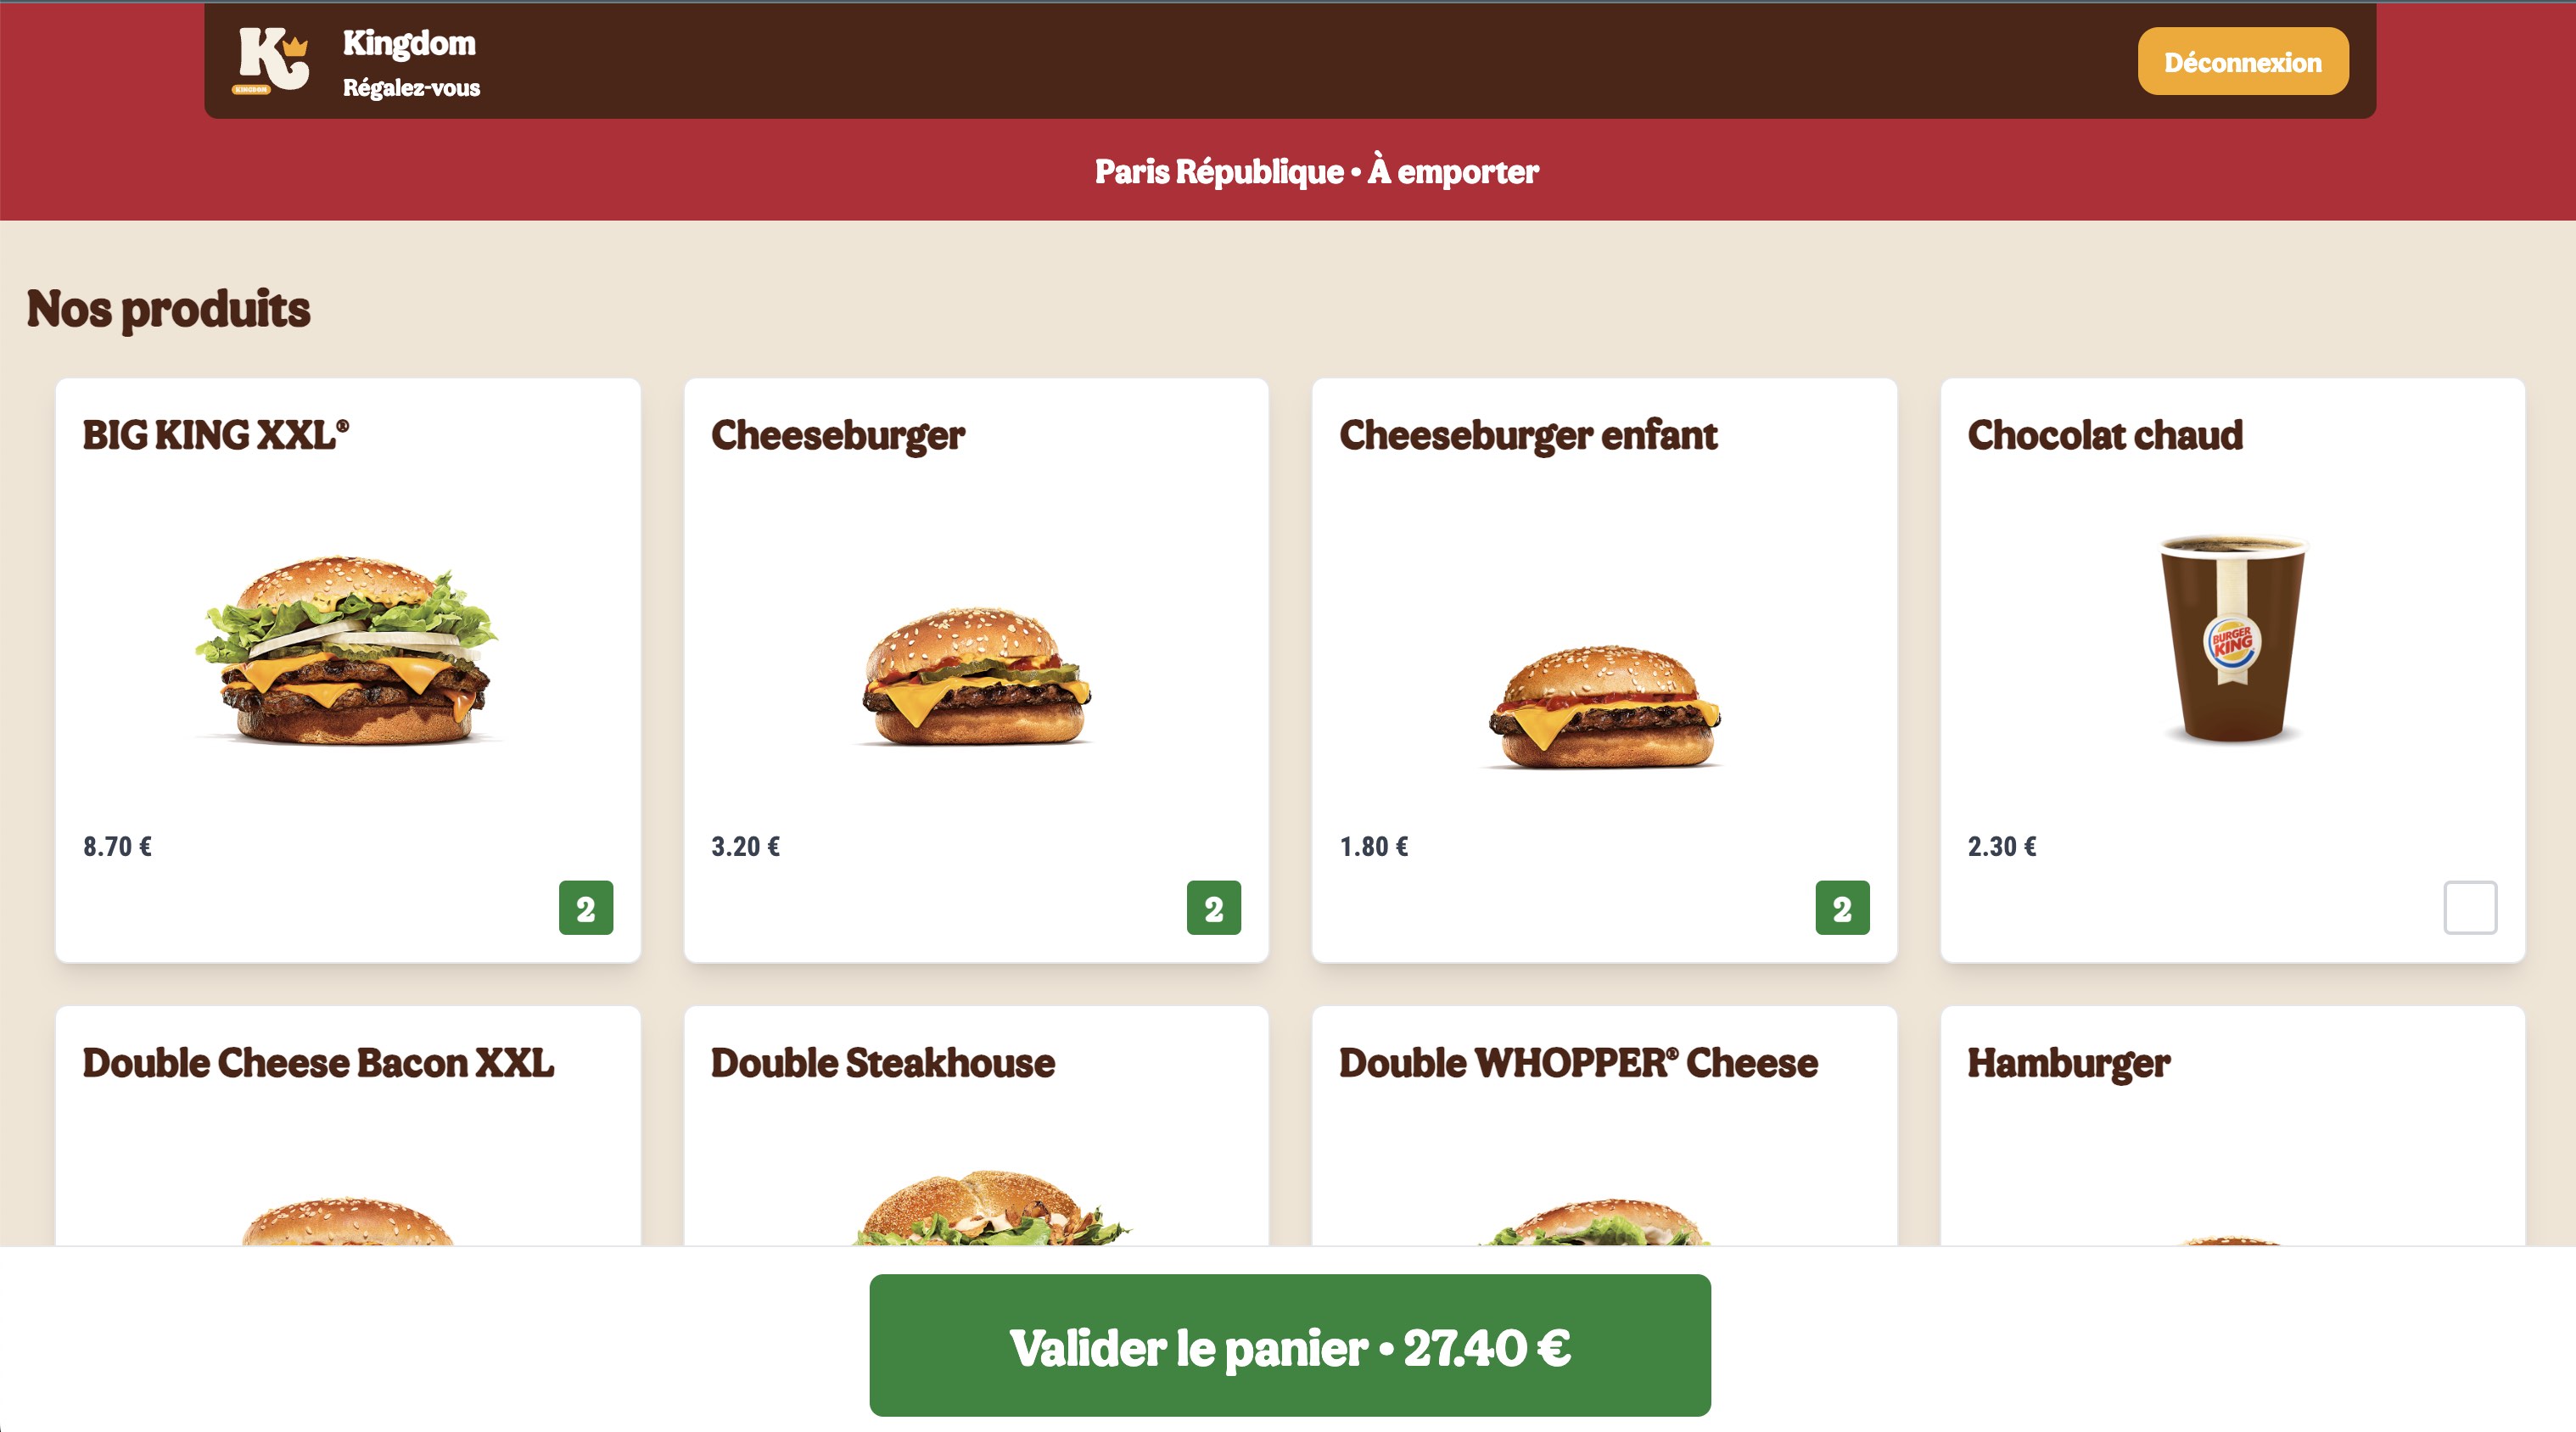 Kingdom
Régalez-vous
KINGDOM
Déconnexion
Paris République • À emporter
Nos produits
BIG KING XXL®
Cheeseburger
Cheeseburger enfant
Chocolat chaud
BURGER
KING
8.70 €
3.20 €
1.80 €
2.30 €
2
2
2
Double Cheese Bacon XXL
Double Steakhouse
Double WHOPPER® Cheese
Hamburger
Valider le panier • 27.40 €